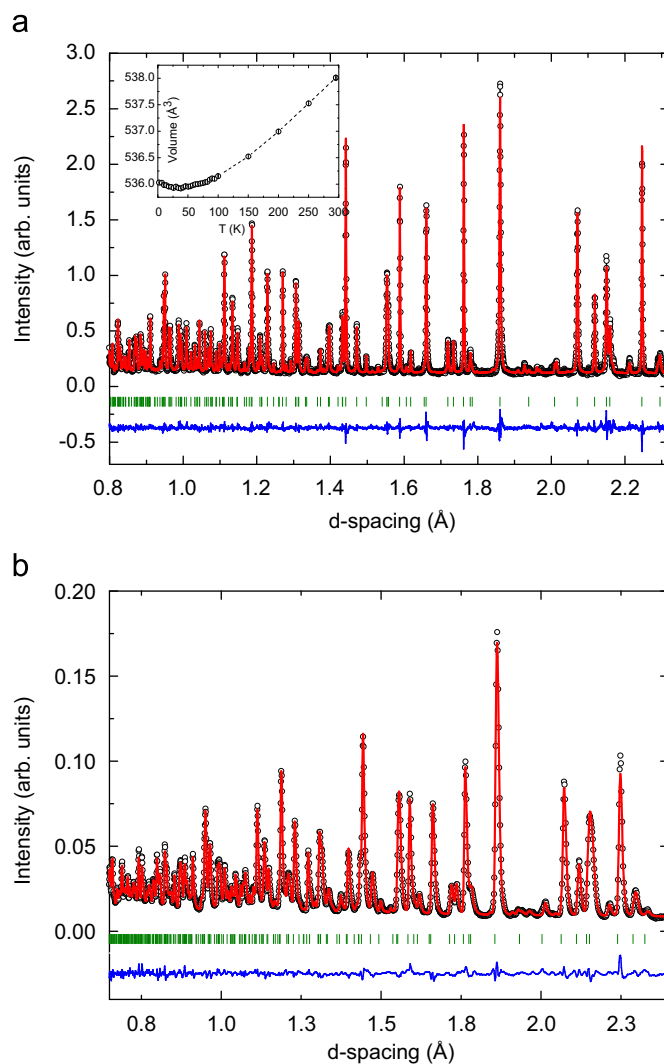 a
3.0
2.5
2.0
1.5
1.0
0.5
0.0
-0.5
Intensity (arb. units)
538.0
537.5
537.0
536.5
536.0
Volume (Å^3)
0 50 100 150 200 250 300
T (K)
0.8 1.0 1.2 1.4 1.6 1.8 2.0 2.2
d-spacing (Å)
b
0.20
0.15
0.10
0.05
0.00
Intensity (arb. units)
0.8 1.0 1.3 1.5 1.8 2.0 2.3
d-spacing (Å)